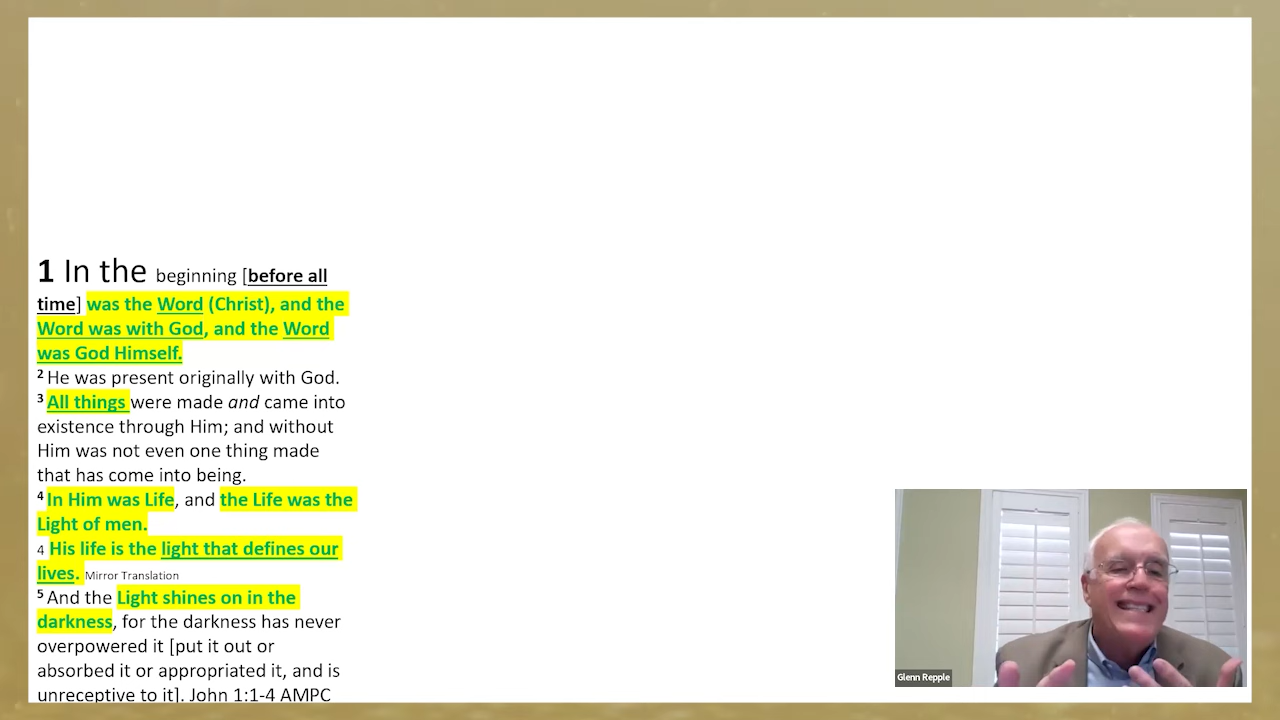 1 In the beginning [before all
time] was the Word (Christ), and the
Word was with God, and the Word
was God Himself.
2 He was present originally with God.
3 All things were made and came into
existence through Him; and without
Him was not even one thing made
that has come into being.
4 In Him was Life, and the Life was the
Light of men.
4 His life is the light that defines our
lives. Mirror Translation
5 And the Light shines on in the
darkness, for the darkness has never
overpowered it [put it out or
absorbed it or appropriated it, and is
unreceptive to it]. John 1:1-4 AMPC
Glenn Repple